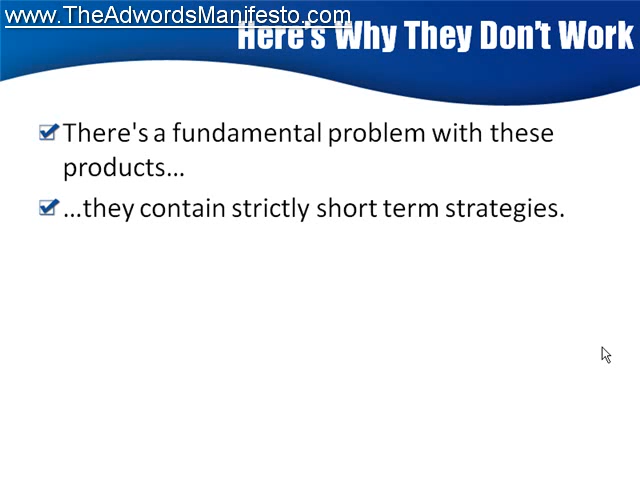 www.TheAdwordsManifesto.com
Here's Why They Don't Work
There's a fundamental problem with these
products...
...they contain strictly short term strategies.